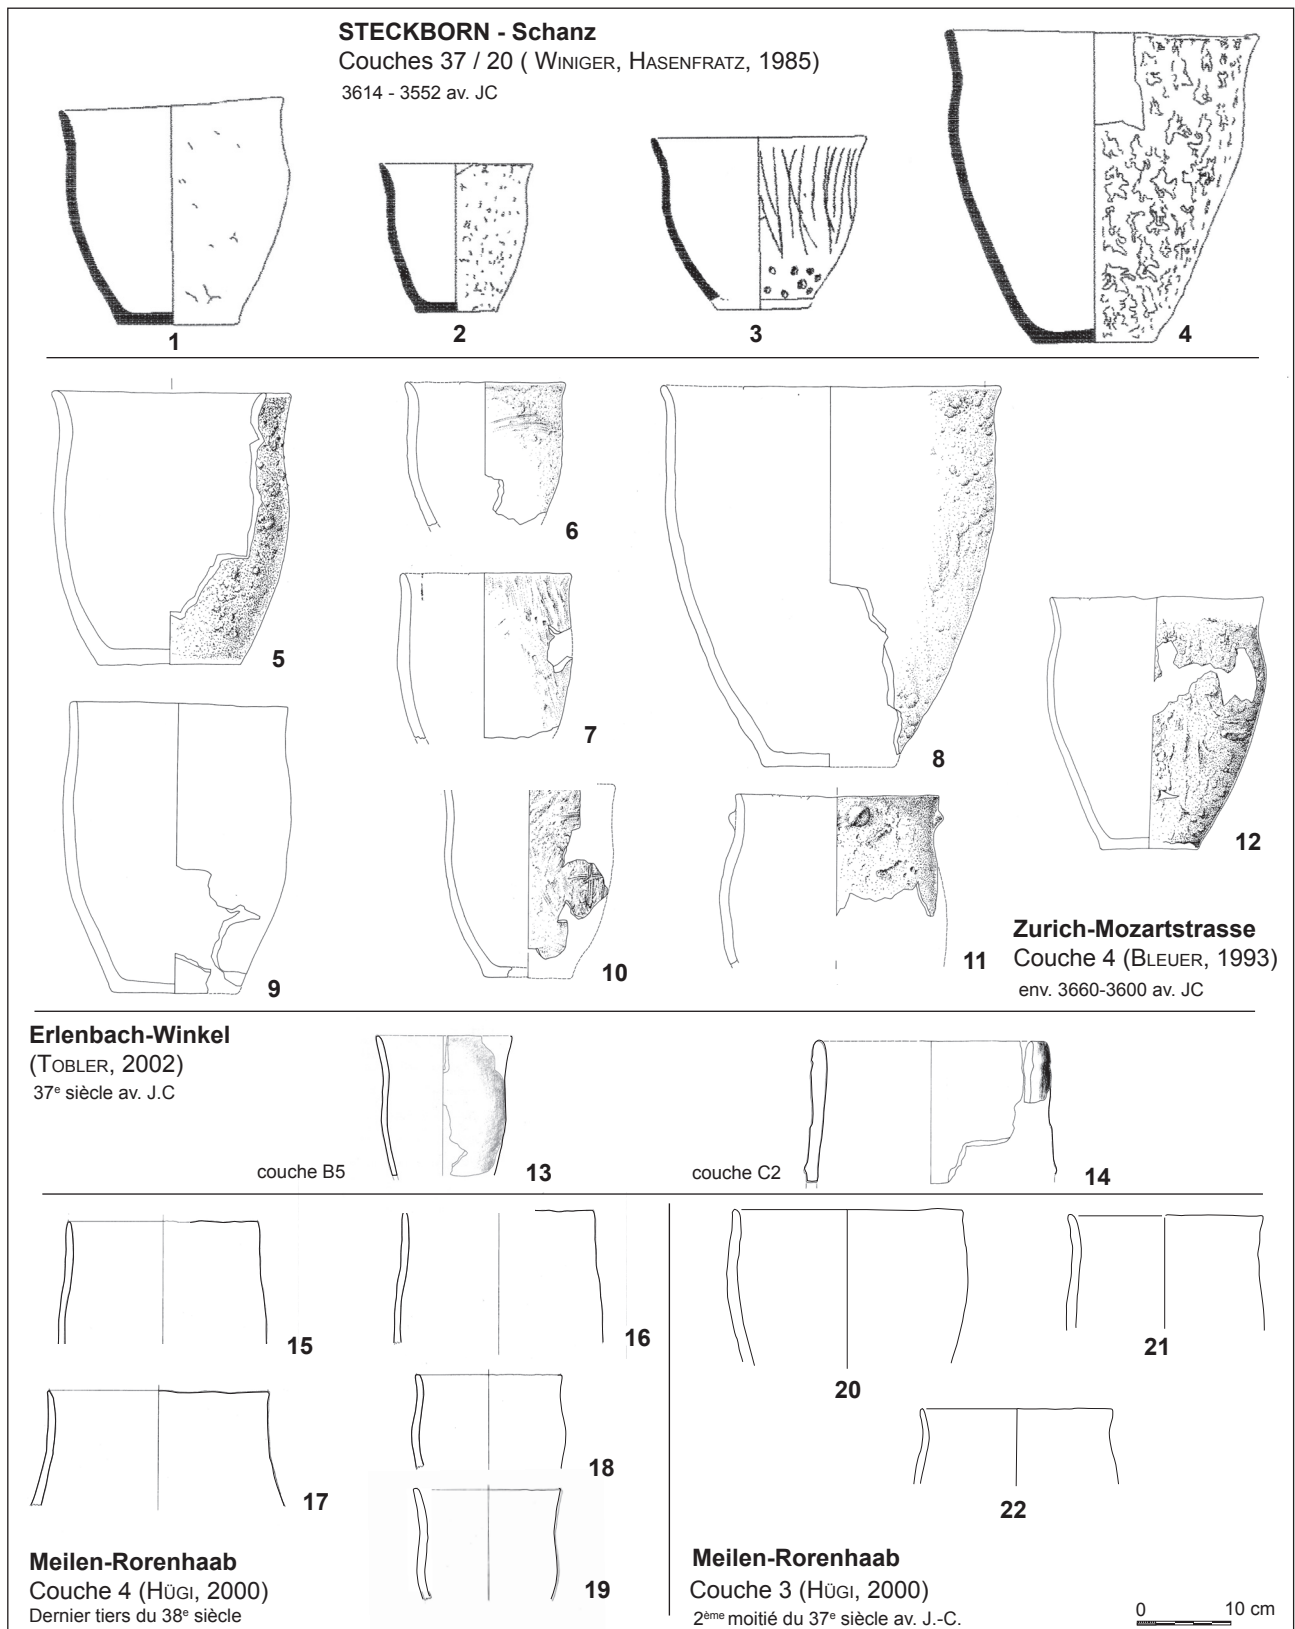 STECKBORN - Schanz
Couches 37 / 20 ( WINIGER, HASENFRATZ, 1985)
3614 - 3552 av. JC
1
2
3
4
5
6
7
8
9
10
11
12
Zurich-Mozartstrasse
Couche 4 (BLEUER, 1993)
env. 3660-3600 av. JC
Erlenbach-Winkel
(TOBLER, 2002)
37e siècle av. J.C
couche B5
13
couche C2
14
15
16
17
18
19
Meilen-Rorenhaab
Couche 4 (HÜGI, 2000)
Dernier tiers du 38e siècle
20
21
22
Meilen-Rorenhaab
Couche 3 (HÜGI, 2000)
2ème moitié du 37e siècle av. J.-C.
0 10 cm